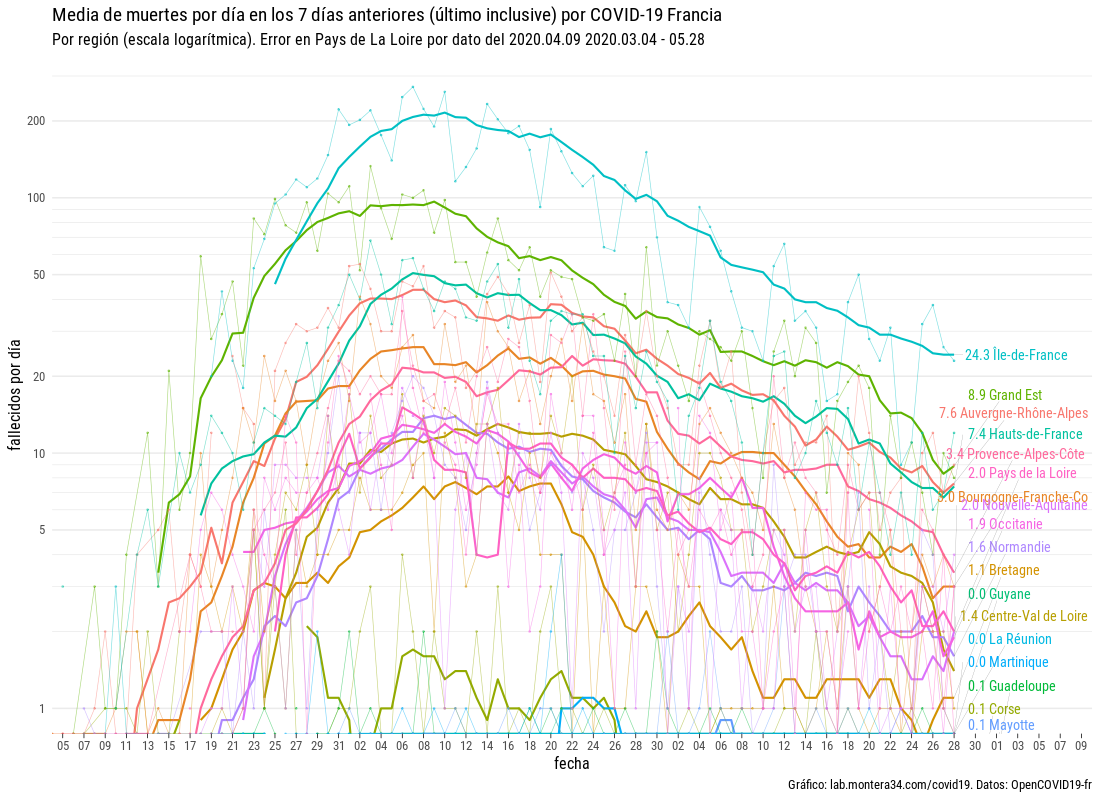 Media de muertes por día en los 7 días anteriores (último inclusive) por COVID-19 Francia
Por región (escala logarítmica). Error en Pays de La Loire por dato del 2020.04.09 2020.03.04 - 05.28
fallecidos por día
200
100
50
20
10
5
1
24.3 Île-de-France
8.9 Grand Est
7.6 Auvergne-Rhône-Alpes
7.4 Hauts-de-France
3.4 Provence-Alpes-Côte
2.0 Pays de la Loire
3.0 Bourgogne-Franche-Co
2.0 Nouvelle-Aquitaine
1.9 Occitanie
1.6 Normandie
1.1 Bretagne
0.0 Guyane
1.4 Centre-Val de Loire
0.0 La Réunion
0.0 Martinique
0.1 Guadeloupe
0.1 Corse
0.1 Mayotte
05 07 09 11 13 15 17 19 21 23 25 27 29 31 02 04 06 08 10 12 14 16 18 20 22 24 26 28 30 02 04 06 08 10 12 14 16 18 20 22 24 26 28 30 01 03 05 07 09
fecha
Gráfico: lab.montera34.com/covid19. Datos: OpenCOVID19-fr